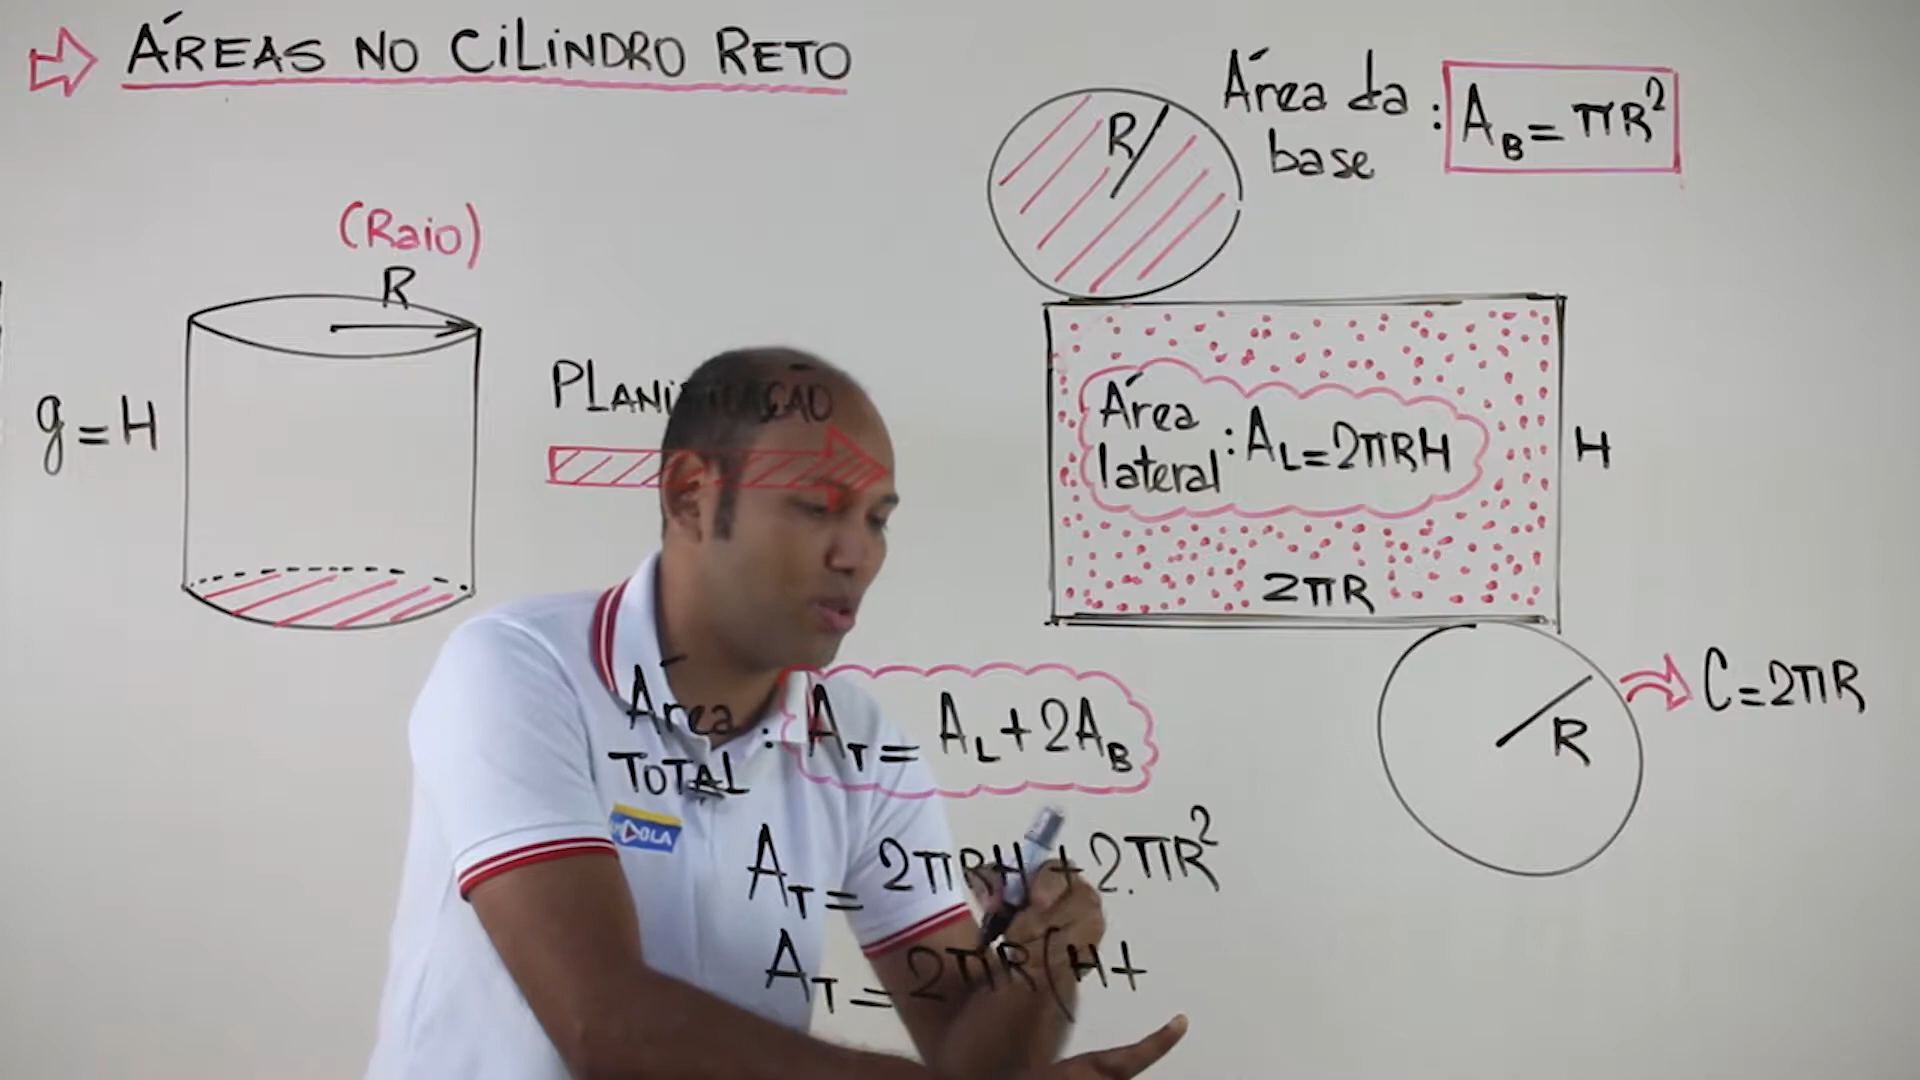 ÁREAS NO CILINDRO RETO
(Raio)
R
g = H
PLANIFICAÇÃO
R
Área da base : A_B = πR²
Área lateral : A_L = 2πRH
H
2πR
R
C = 2πR
Área TOTAL : A_T = A_L + 2A_B
A_T = 2πRH + 2.πR²
A_T = 2πR(H+